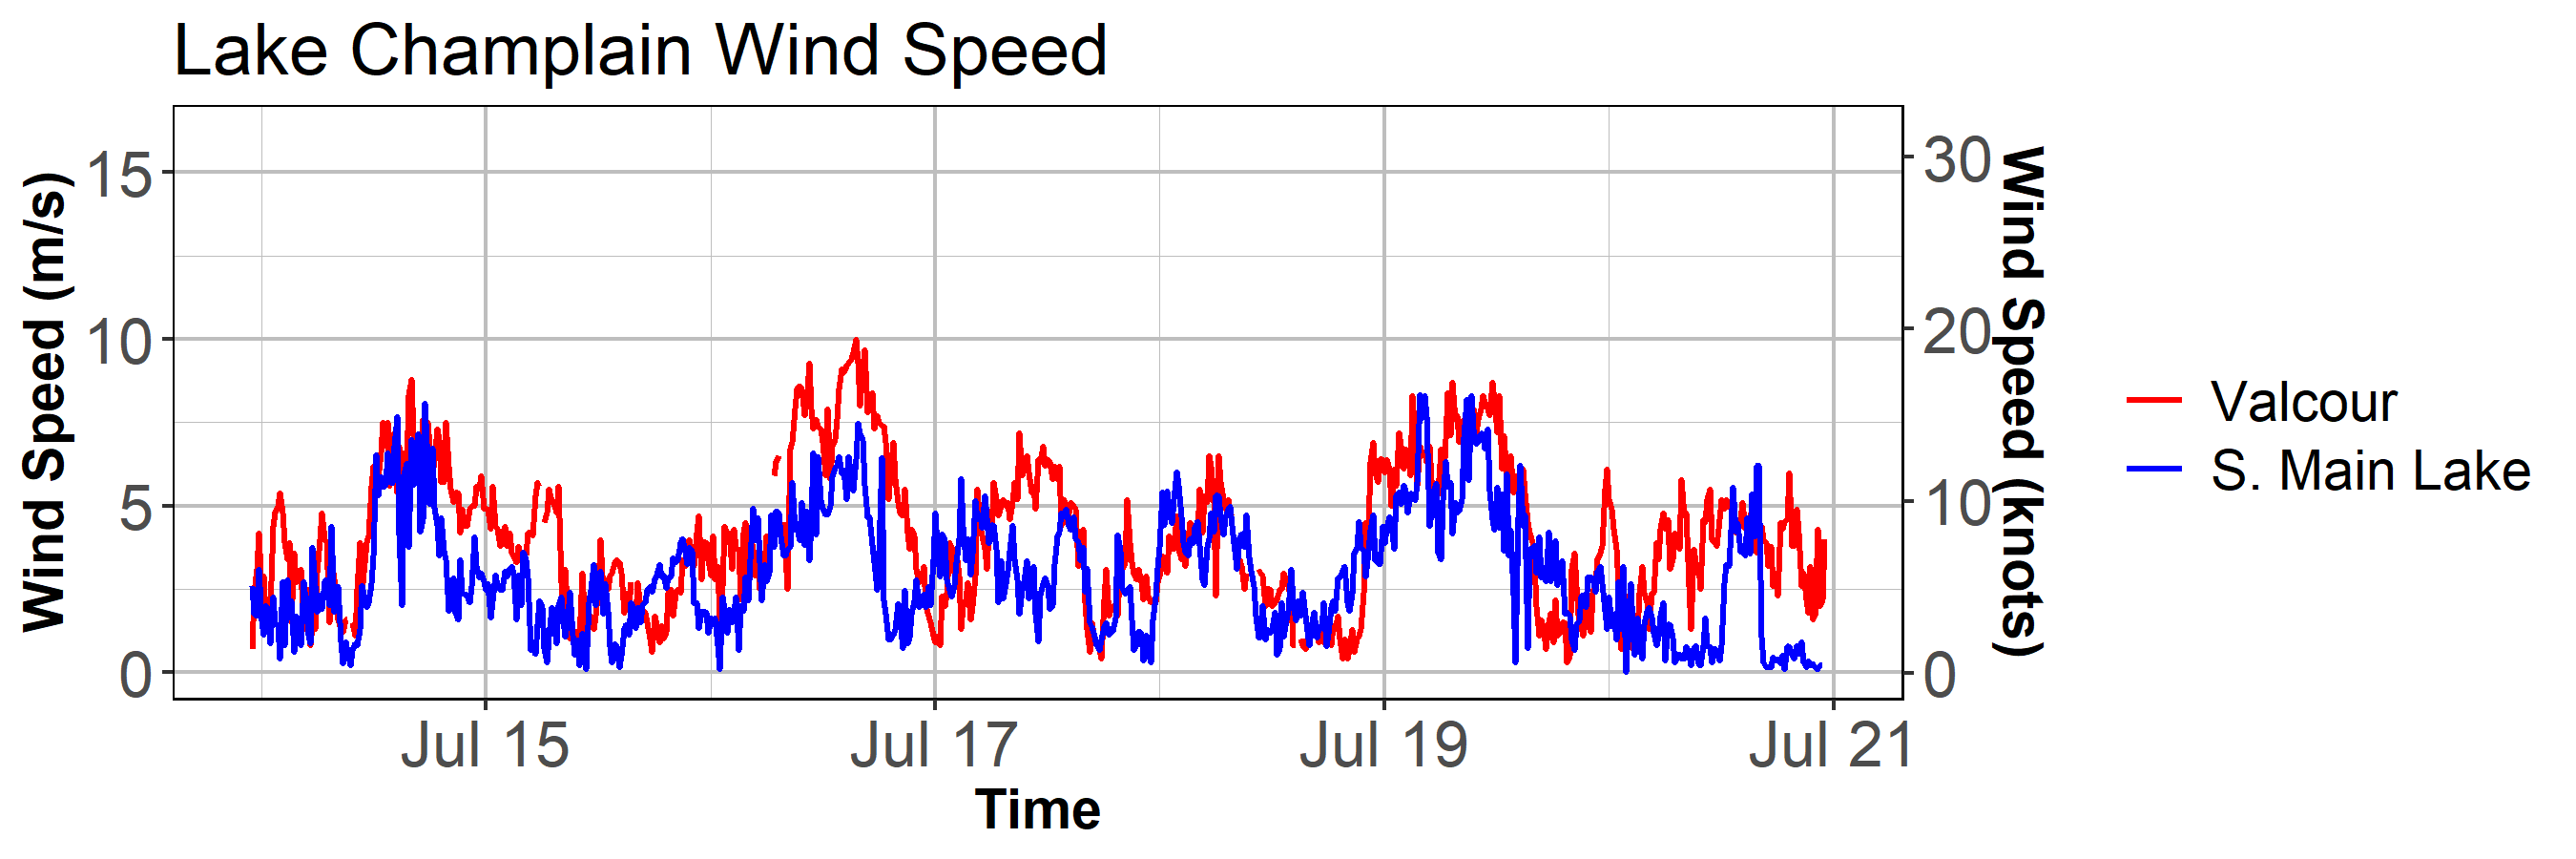 Lake Champlain Wind Speed
Wind Speed (m/s)
15
10
5
0
30
20
10
0
Wind Speed (knots)
Jul 15
Jul 17
Jul 19
Jul 21
Time
Valcour
S. Main Lake